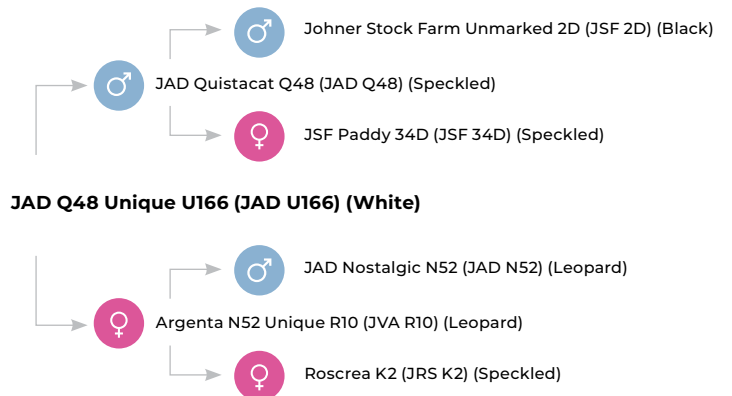 Johner Stock Farm Unmarked 2D (JSF 2D) (Black)
JAD Quistacat Q48 (JAD Q48) (Speckled)
JSF Paddy 34D (JSF 34D) (Speckled)
JAD Q48 Unique U166 (JAD U166) (White)
JAD Nostalgic N52 (JAD N52) (Leopard)
Argenta N52 Unique R10 (JVA R10) (Leopard)
Roscrea K2 (JRS K2) (Speckled)